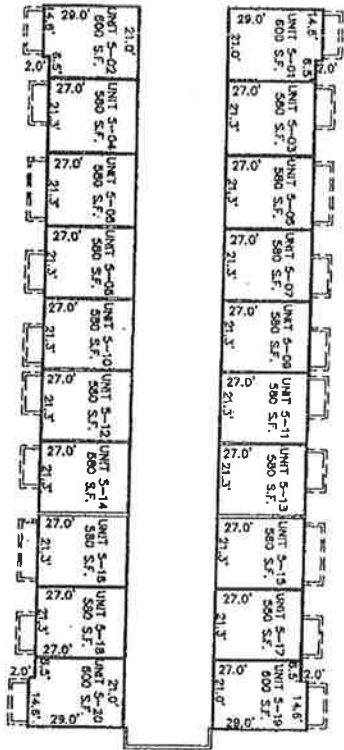 29.0'
14.6'
6.5'
2.0'
UNIT 5-02
600 S.F.
21.0'
27.0'
UNIT 5-04
580 S.F.
21.3'
27.0'
UNIT 5-06
580 S.F.
21.3'
27.0'
UNIT 5-08
580 S.F.
21.3'
27.0'
UNIT 5-10
580 S.F.
21.3'
27.0'
UNIT 5-12
580 S.F.
21.3'
27.0'
UNIT 5-14
580 S.F.
21.3'
27.0'
UNIT 5-16
580 S.F.
21.3'
27.0'
UNIT 5-18
580 S.F.
21.3'
27.0'
UNIT 5-20
600 S.F.
21.0'
2.0'
6.5'
14.6'
29.0'
29.0'
14.6'
6.5'
2.0'
UNIT 5-01
600 S.F.
21.0'
27.0'
UNIT 5-03
580 S.F.
21.3'
27.0'
UNIT 5-05
580 S.F.
21.3'
27.0'
UNIT 5-07
580 S.F.
21.3'
27.0'
UNIT 5-09
580 S.F.
21.3'
27.0'
UNIT 5-11
580 S.F.
21.3'
27.0'
UNIT 5-13
580 S.F.
21.3'
27.0'
UNIT 5-15
580 S.F.
21.3'
27.0'
UNIT 5-17
580 S.F.
21.3'
27.0'
UNIT 5-19
600 S.F.
21.0'
2.0'
6.5'
14.6'